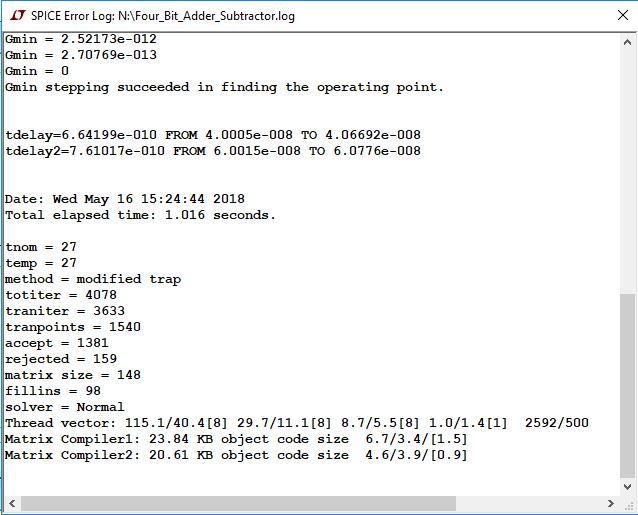 SPICE Error Log: N:\Four_Bit_Adder_Subtractor.log
Gmin = 2.52173e-012
Gmin = 2.70769e-013
Gmin = 0
Gmin stepping succeeded in finding the operating point.
tdelay=6.64199e-010 FROM 4.0005e-008 TO 4.06692e-008
tdelay2=7.61017e-010 FROM 6.0015e-008 TO 6.0776e-008
Date: Wed May 16 15:24:44 2018
Total elapsed time: 1.016 seconds.
tnom = 27
temp = 27
method = modified trap
totiter = 4078
traniter = 3633
tranpoints = 1540
accept = 1381
rejected = 159
matrix size = 148
fillins = 98
solver = Normal
Thread vector: 115.1/40.4[8] 29.7/11.1[8] 8.7/5.5[8] 1.0/1.4[1]  2592/500
Matrix Compiler1: 23.84 KB object code size  6.7/3.4/[1.5]
Matrix Compiler2: 20.61 KB object code size  4.6/3.9/[0.9]